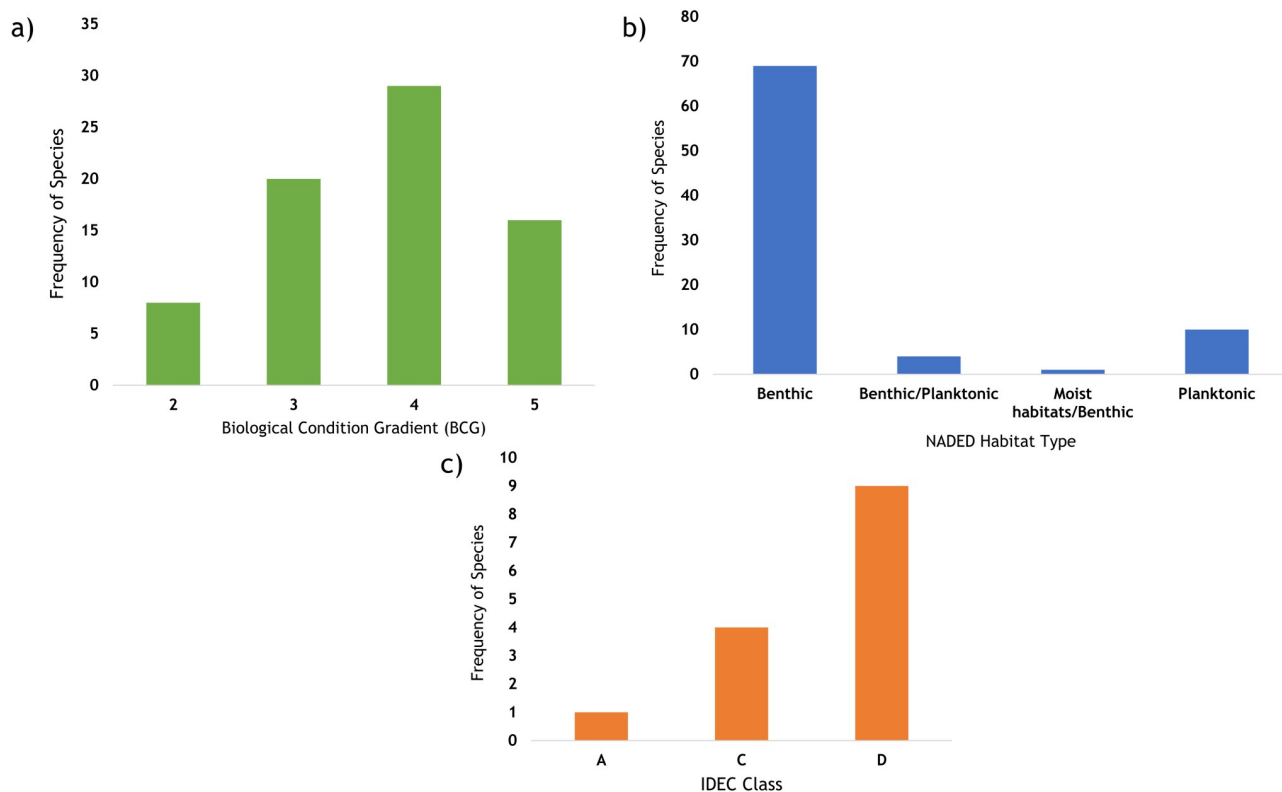 a)
35
30
25
20
15
10
5
0
Frequency of Species
2 3 4 5
Biological Condition Gradient (BCG)
b)
80
70
60
50
40
30
20
10
0
Frequency of Species
Benthic Benthic/Planktonic Moist Planktonic
habitats/Benthic
NADED Habitat Type
c)
10
9
8
7
6
5
4
3
2
1
0
Frequency of Species
A C D
IDEC Class